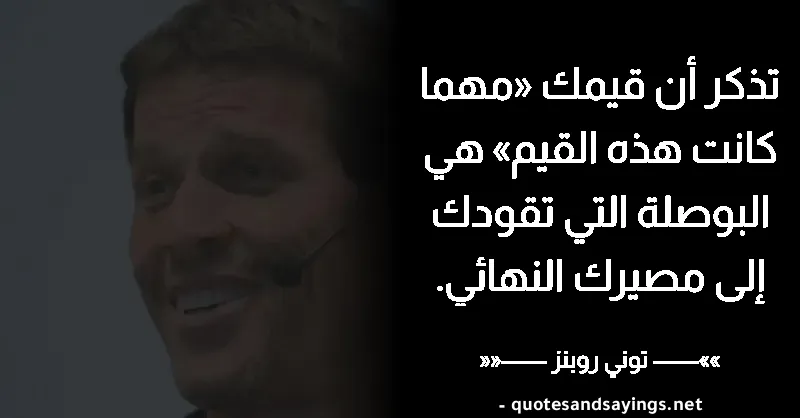 تذكر أن قيمك «مهما
كانت هذه القيم» هي
البوصلة التي تقودك
إلى مصيرك النهائي.
»»—— توني روبنز ——««
- quotesandsayings.net